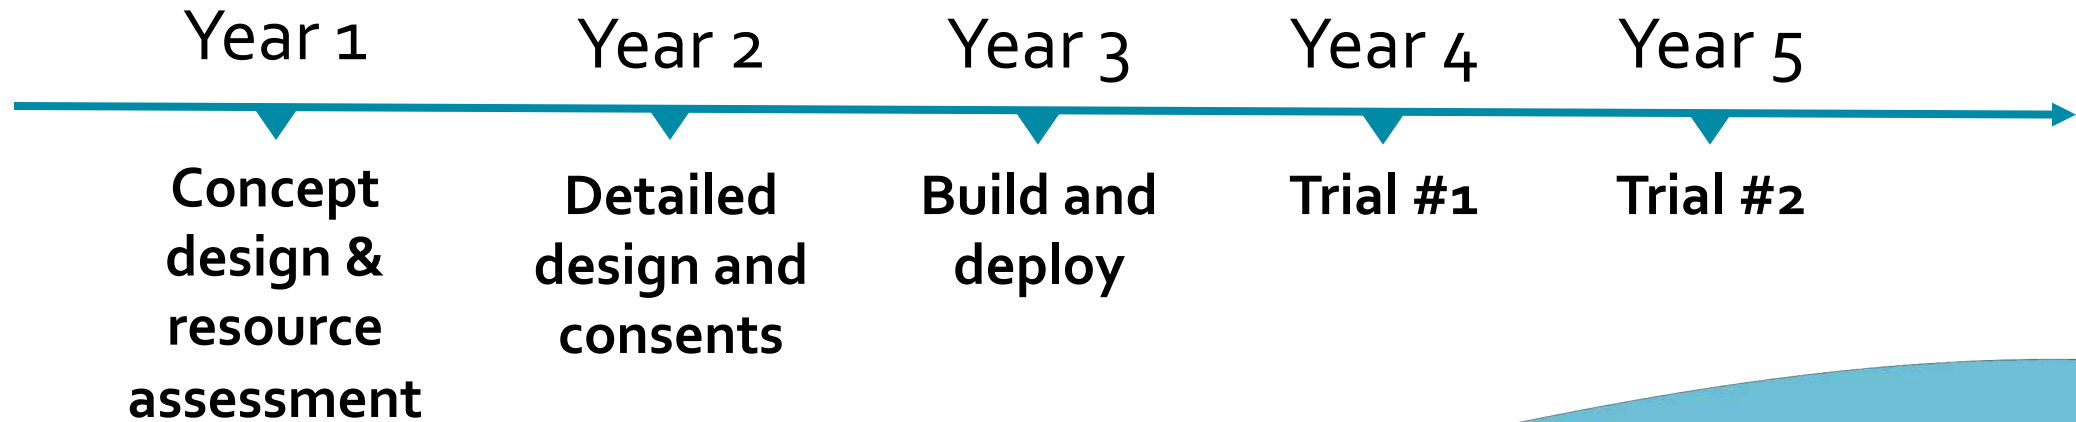 Year 1
Year 2
Year 3
Year 4
Year 5
Concept
design &
resource
assessment
Detailed
design and
consents
Build and
deploy
Trial #1
Trial #2